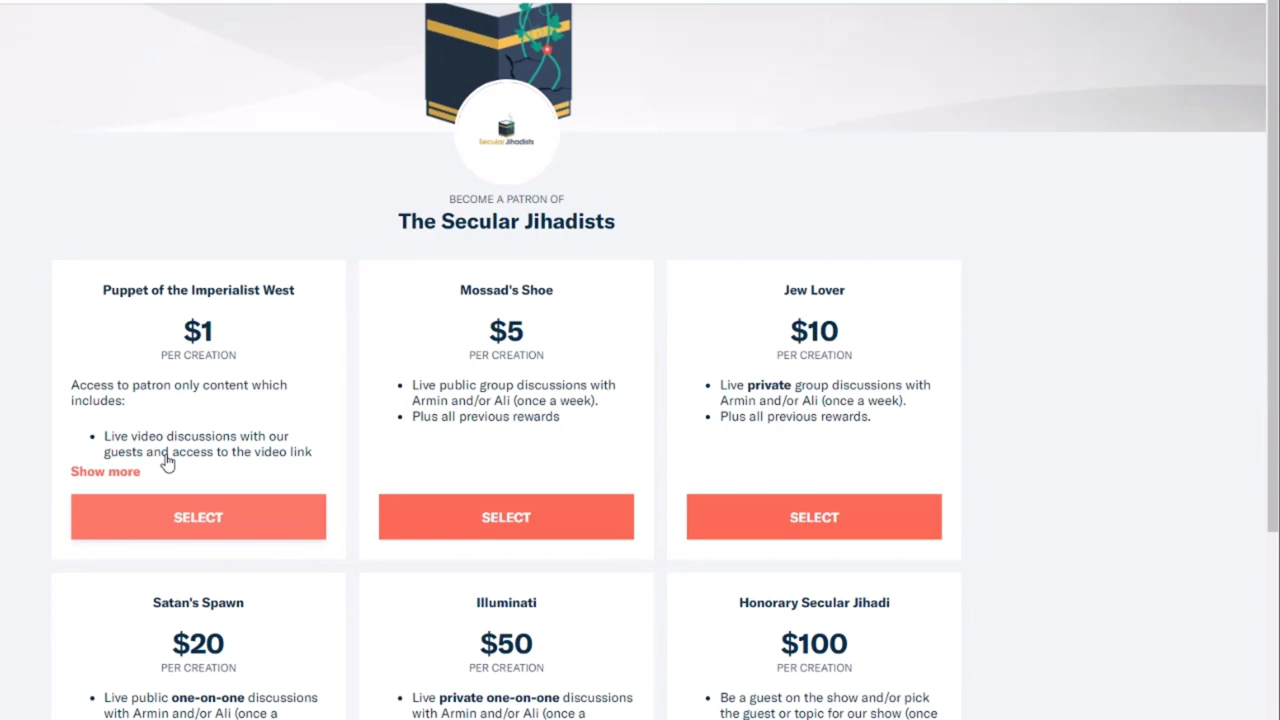 Secular Jihadists
BECOME A PATRON OF
The Secular Jihadists
Puppet of the Imperialist West
$1
PER CREATION
Access to patron only content which
includes:
• Live video discussions with our
guests and access to the video link
Show more
SELECT
Mossad's Shoe
$5
PER CREATION
• Live public group discussions with
Armin and/or Ali (once a week).
• Plus all previous rewards
SELECT
Jew Lover
$10
PER CREATION
• Live private group discussions with
Armin and/or Ali (once a week).
• Plus all previous rewards.
SELECT
Satan's Spawn
$20
PER CREATION
• Live public one-on-one discussions
with Armin and/or Ali (once a
Illuminati
$50
PER CREATION
• Live private one-on-one discussions
with Armin and/or Ali (once a
Honorary Secular Jihadi
$100
PER CREATION
• Be a guest on the show and/or pick
the guest or topic for our show (once